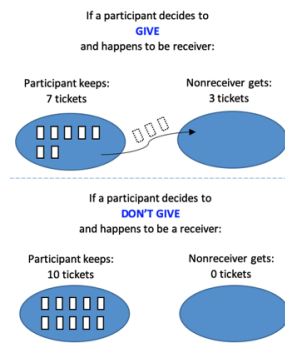 If a participant decides to
GIVE
and happens to be receiver:
Participant keeps:
7 tickets
Nonreceiver gets:
3 tickets
If a participant decides to
DON'T GIVE
and happens to be a receiver:
Participant keeps:
10 tickets
Nonreceiver gets:
0 tickets